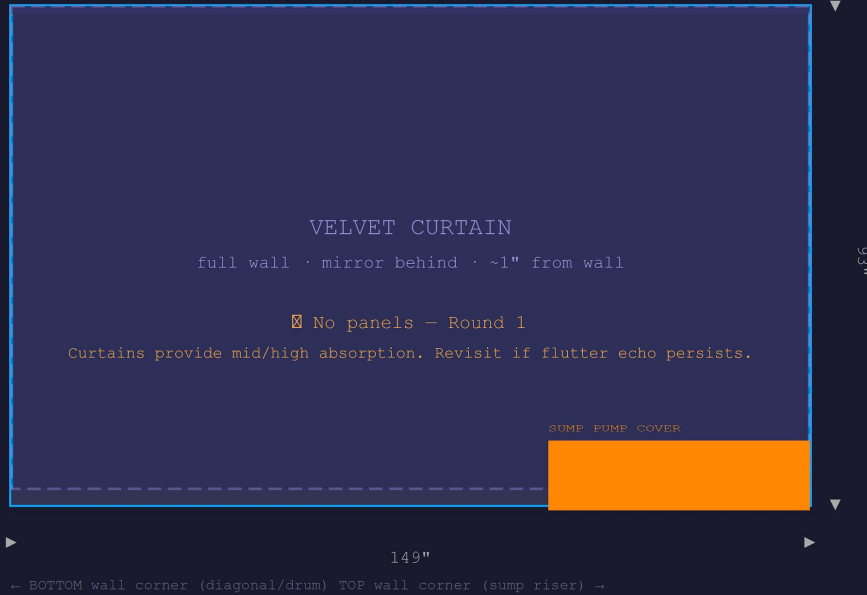 VELVET CURTAIN
full wall · mirror behind · ~1" from wall
No panels — Round 1
Curtains provide mid/high absorption. Revisit if flutter echo persists.
SUMP PUMP COVER
149"
← BOTTOM wall corner (diagonal/drum) TOP wall corner (sump riser) →